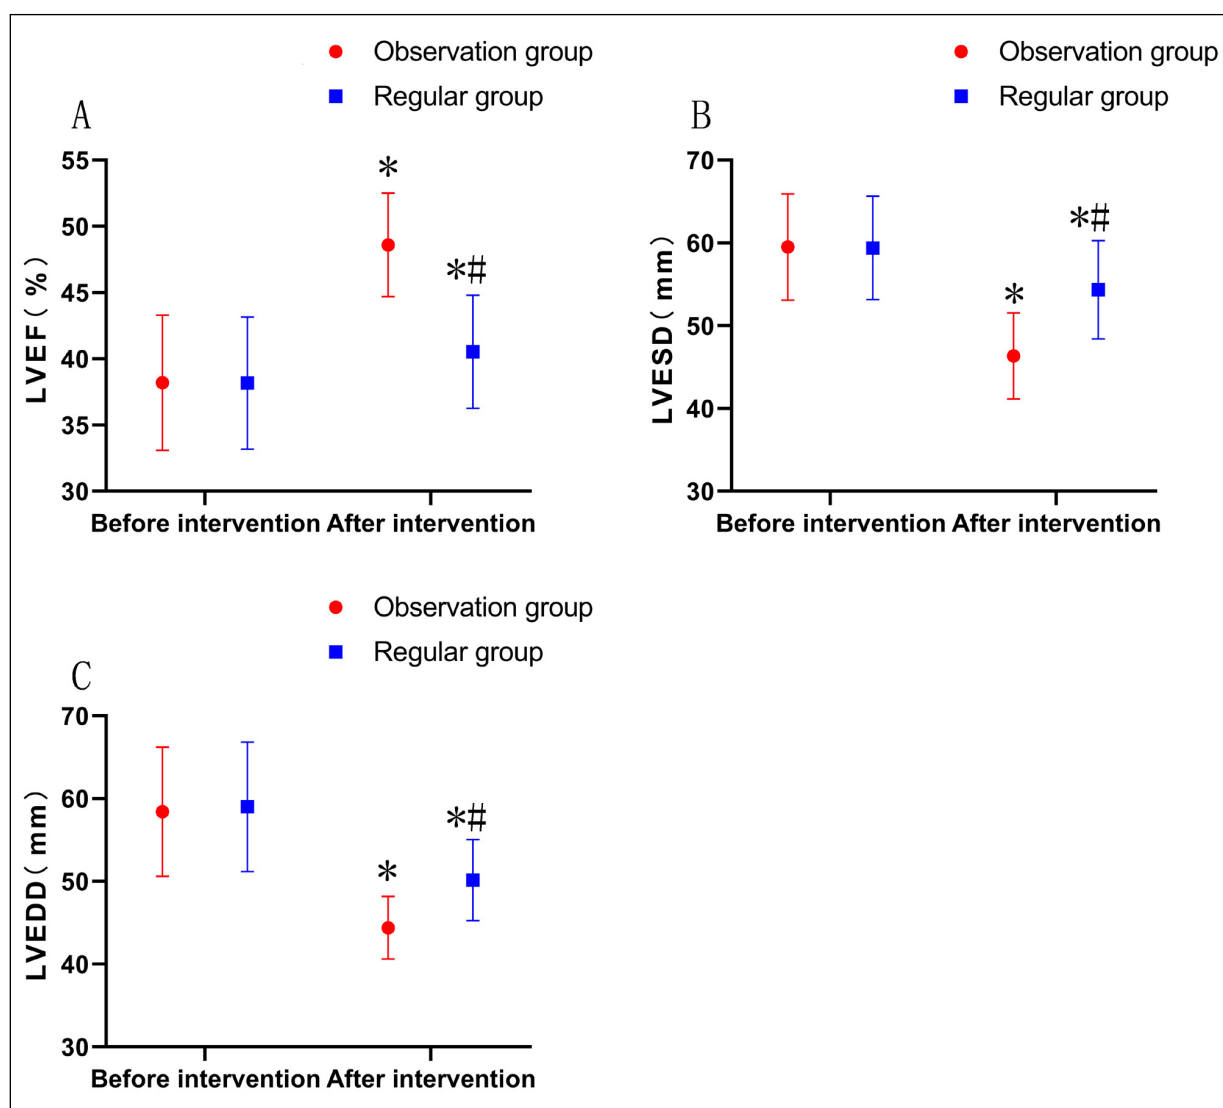 Observation group
Regular group
A
55
50
45
40
35
30
LVEF(%)
*
*#
Before intervention After intervention
Observation group
Regular group
B
70
60
50
40
30
LVESD(mm)
*
*#
Before intervention After intervention
Observation group
Regular group
C
70
60
50
40
30
LVEDD(mm)
*
*#
Before intervention After intervention